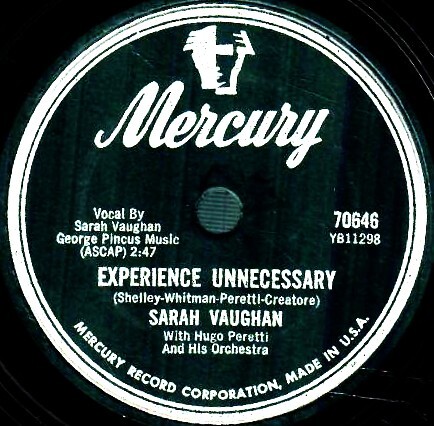 Mercury
Vocal By
Sarah Vaughan
George Pincus Music
(ASCAP) 2:47
70646
YB11298
EXPERIENCE UNNECESSARY
(Shelley-Whitman-Peretti-Creatore)
SARAH VAUGHAN
With Hugo Peretti
And His Orchestra
MERCURY RECORD CORPORATION, MADE IN U.S.A.